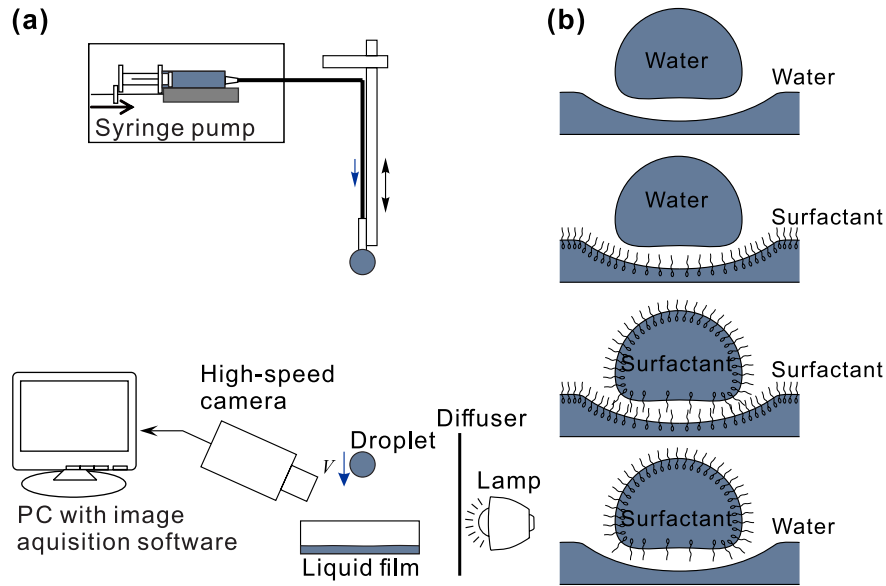 (a)
Syringe pump
High-speed
camera
V
Droplet
Diffuser
Lamp
PC with image
aquisition software
Liquid film
(b)
Water
Water
Water
Surfactant
Surfactant
Surfactant
Surfactant
Water